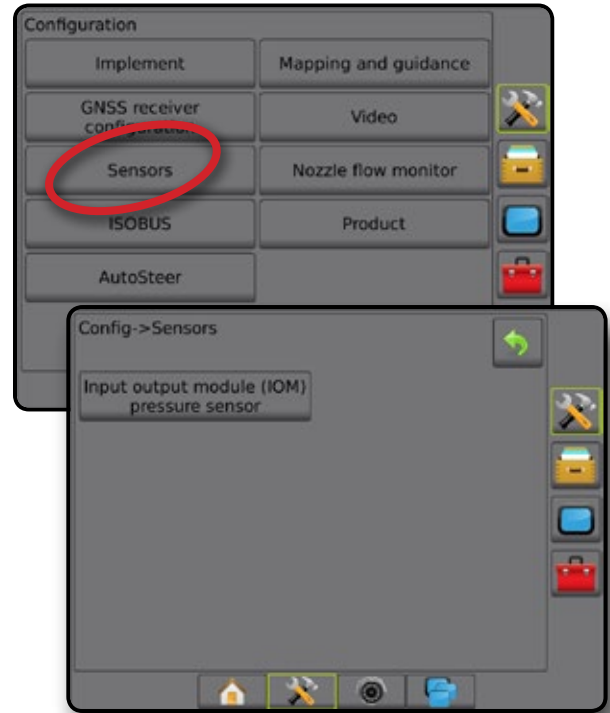 Configuration
Implement
Mapping and guidance
GNSS receiver
configuration
Video
Sensors
Nozzle flow monitor
ISOBUS
Product
AutoSteer
Config->Sensors
Input output module (IOM)
pressure sensor